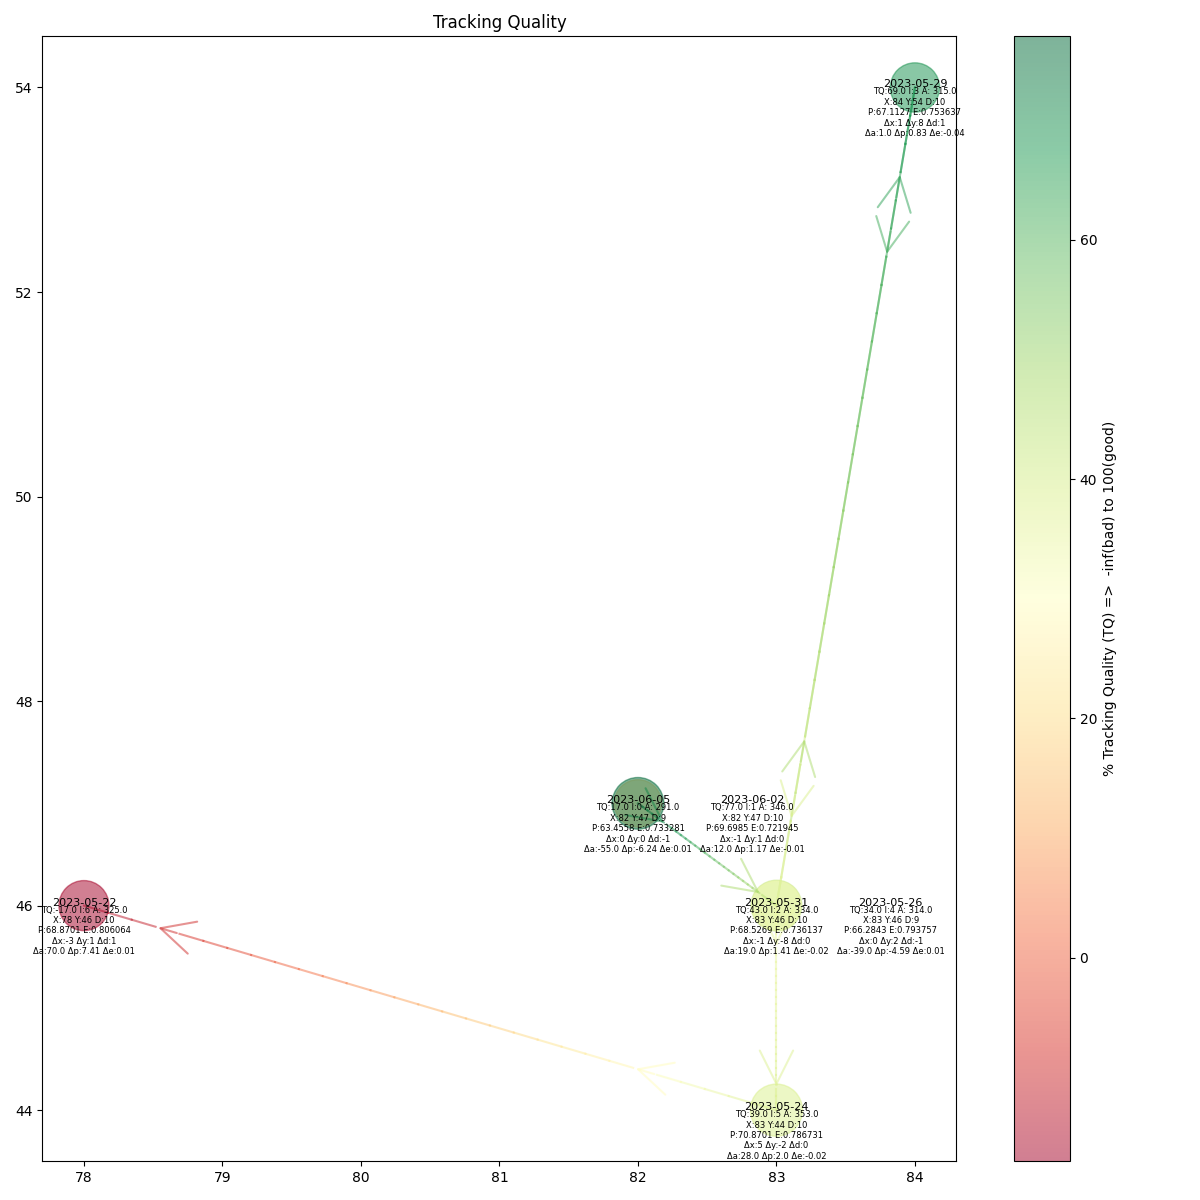 Tracking Quality
54
52
50
48
46
44
78
79
80
81
82
83
84
2023-05-29
TQ:69.0 I:3 A: 315.0
X:84 Y:54 D:10
P:67.1127 E:0.753637
Δx:1 Δy:8 Δd:1
Δa:1.0 Δp:0.83 Δe:-0.04
2023-06-05
TQ:17.0 I:0 A: 291.0
X:82 Y:47 D:9
P:63.4558 E:0.733281
Δx:0 Δy:0 Δd:-1
Δa:-55.0 Δp:-6.24 Δe:0.01
2023-06-02
TQ:77.0 I:1 A: 346.0
X:82 Y:47 D:10
P:69.6985 E:0.721945
Δx:-1 Δy:1 Δd:0
Δa:12.0 Δp:1.17 Δe:-0.01
2023-05-22
TQ:-17.0 I:6 A: 325.0
X:78 Y:46 D:10
P:68.8701 E:0.806064
Δx:-3 Δy:1 Δd:1
Δa:70.0 Δp:7.41 Δe:0.01
2023-05-31
TQ:43.0 I:2 A: 334.0
X:83 Y:46 D:10
P:68.5269 E:0.736137
Δx:-1 Δy:-8 Δd:0
Δa:19.0 Δp:1.41 Δe:-0.02
2023-05-26
TQ:34.0 I:4 A: 314.0
X:83 Y:46 D:9
P:66.2843 E:0.793757
Δx:0 Δy:2 Δd:-1
Δa:-39.0 Δp:-4.59 Δe:0.01
2023-05-24
TQ:39.0 I:5 A: 353.0
X:83 Y:44 D:10
P:70.8701 E:0.786731
Δx:5 Δy:-2 Δd:0
Δa:28.0 Δp:2.0 Δe:-0.02
60
40
20
0
% Tracking Quality (TQ) =>  -inf(bad) to 100(good)